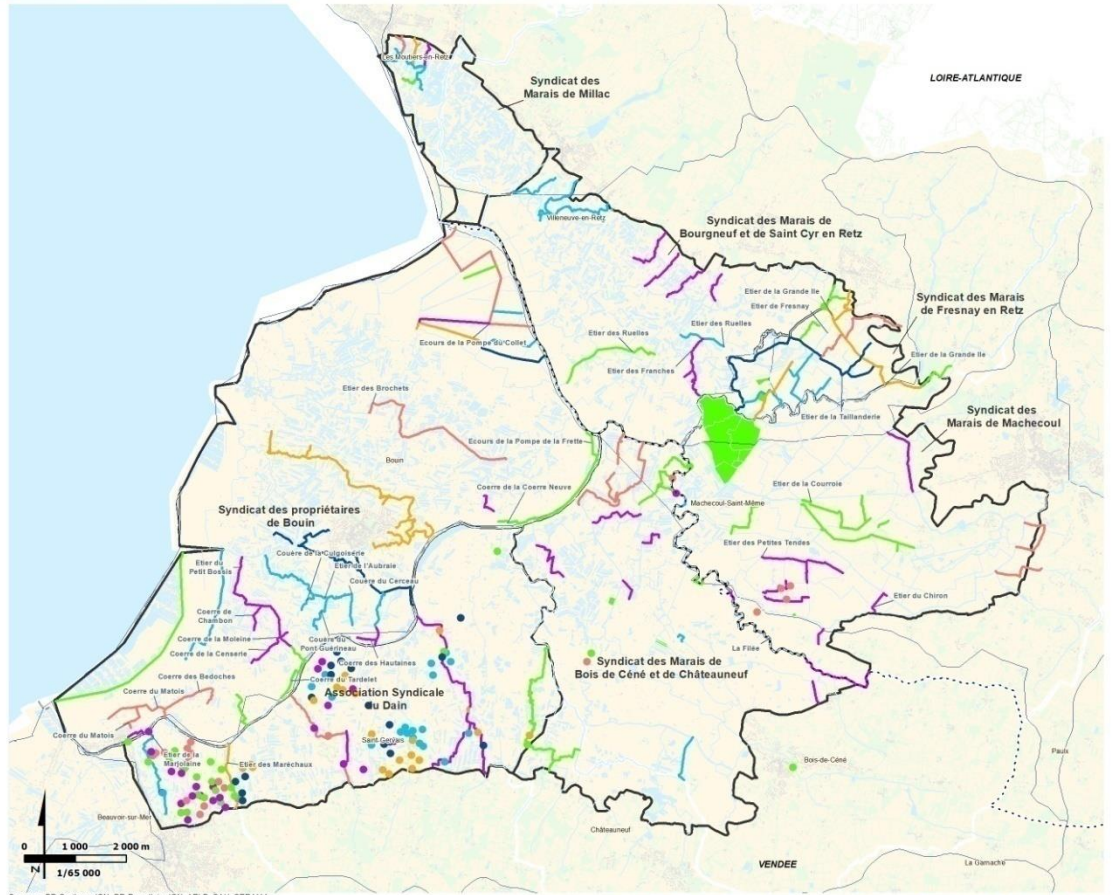 Les Moutiers-en-Retz
LOIRE-ATLANTIQUE
Syndicat des
Marais de Millac
Villeneuve-en-Retz
Syndicat des Marais de
Bourgneuf et de Saint Cyr en Retz
Etier de la Grande Ile
Etier de Fresnay
Syndicat des Marais
de Fresnay en Retz
Etier des Ruelles
Etier des Ruelles
Ecours de la Pompe du Collet
Etier de la Grande Ile
Etier des Franches
Etier des Brochets
Etier de la Taillanderie
Syndicat des
Marais de Machecoul
Ecours de la Pompe de la Frette
Bouin
Etier de la Courroie
Coerre de la Coerre Neuve
Machecoul-Saint-Même
Syndicat des propriétaires
de Bouin
Etier des Petites Tendes
Couère de la Culgoiserie
Etier de l'Aubraie
Etier du
Petit Bossis
Couère du Cerceau
Etier du Chiron
Coerre de
Chambon
Coerre de la Moleine
Couère du
Pont Guérineau
La Filée
Coerre de la Censerie
Coerre des Hautaines
Syndicat des Marais de
Bois de Céné et de Châteauneuf
Coerre des Bedoches
Coerre du Tardelet
Coerre du Matois
Association Syndicale
du Dain
Coerre du Matois
Saint-Gervais
Etier de la
Marjolaine
Etier des Maréchaux
Paulx
Bois-de-Céné
Beauvoir-sur-Mer
Châteauneuf
0 1 000 2 000 m
1/65 000
N
VENDEE
La Garnache